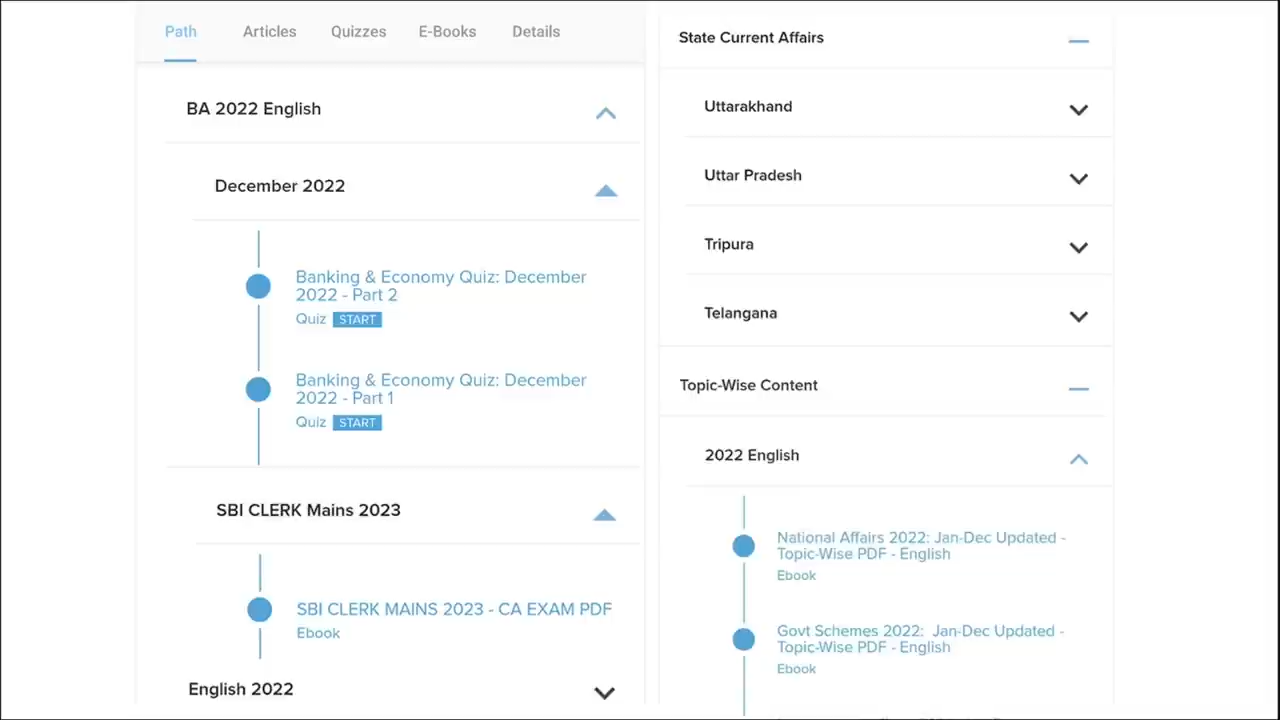 Path Articles Quizzes E-Books Details
BA 2022 English
December 2022
Banking & Economy Quiz: December
2022 - Part 2
Quiz START
Banking & Economy Quiz: December
2022 - Part 1
Quiz START
SBI CLERK Mains 2023
SBI CLERK MAINS 2023 - CA EXAM PDF
Ebook
English 2022
State Current Affairs
Uttarakhand
Uttar Pradesh
Tripura
Telangana
Topic-Wise Content
2022 English
National Affairs 2022: Jan-Dec Updated -
Topic-Wise PDF - English
Ebook
Govt Schemes 2022: Jan-Dec Updated -
Topic-Wise PDF - English
Ebook